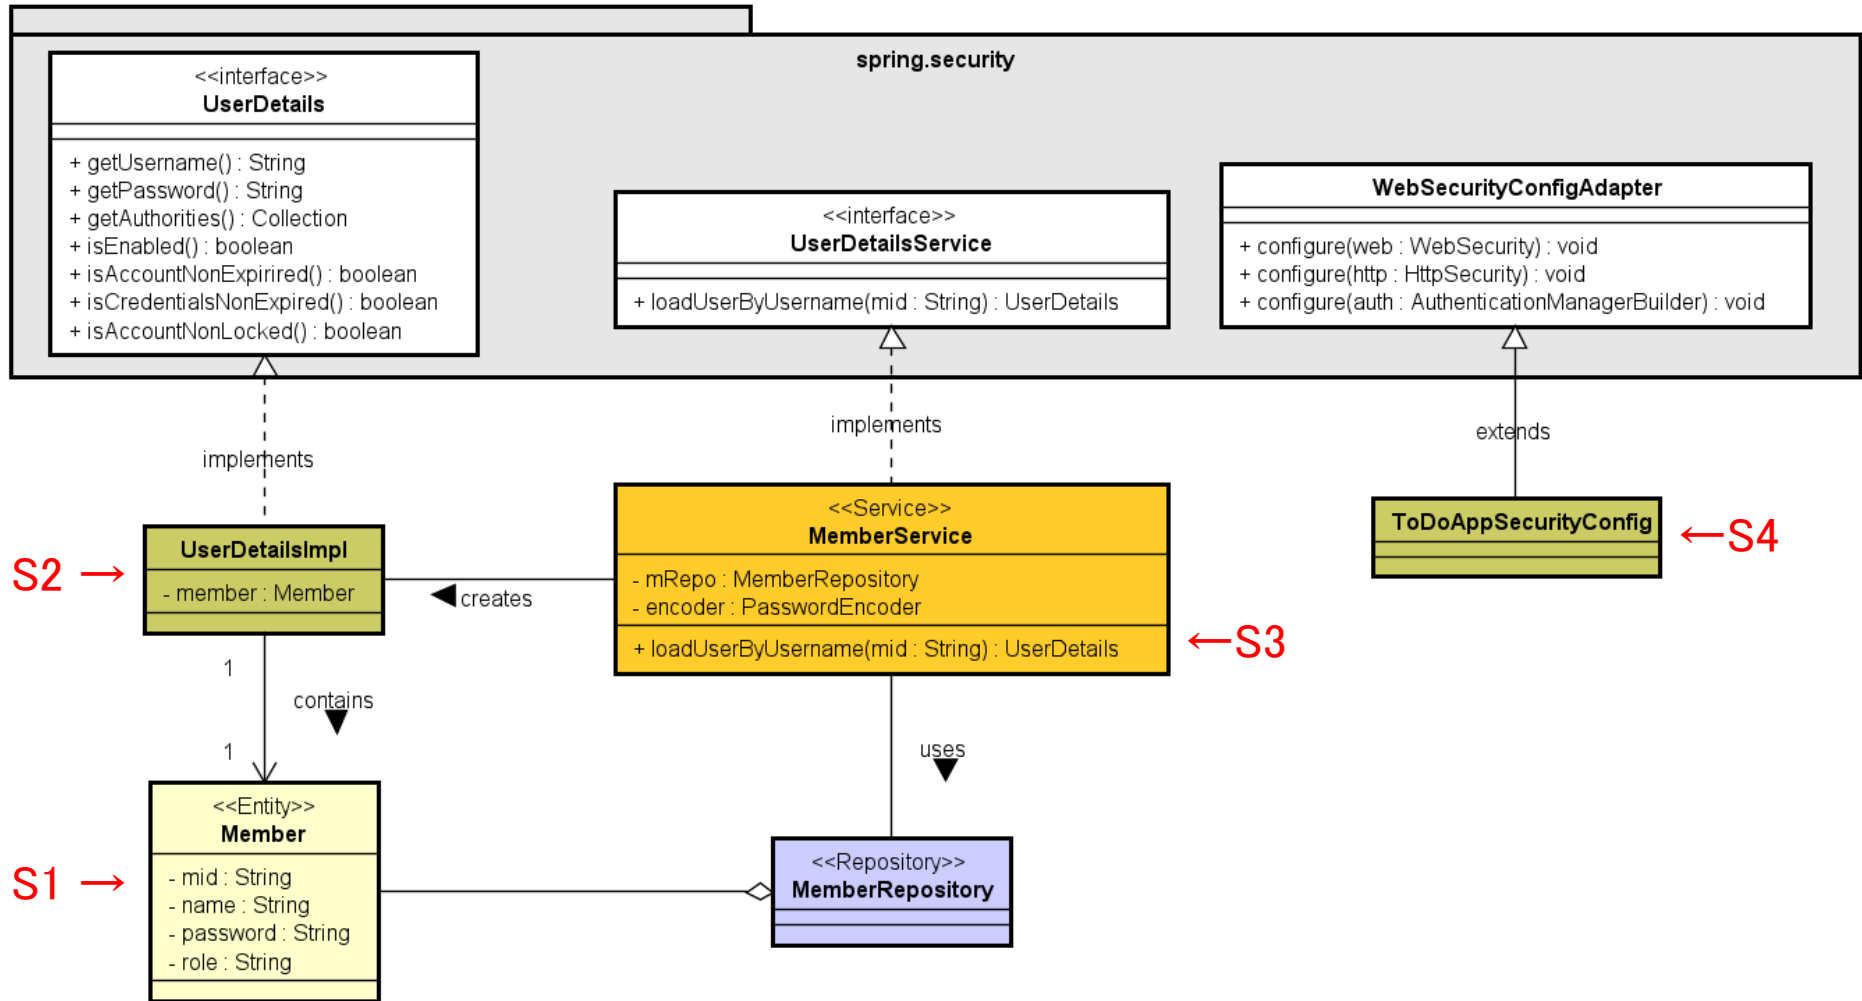 spring.security
<<interface>>
UserDetails
+ getUsername() : String
+ getPassword() : String
+ getAuthorities() : Collection
+ isEnabled() : boolean
+ isAccountNonExpirired() : boolean
+ isCredentialsNonExpired() : boolean
+ isAccountNonLocked() : boolean
<<interface>>
UserDetailsService
+ loadUserByUsername(mid : String) : UserDetails
WebSecurityConfigAdapter
+ configure(web : WebSecurity) : void
+ configure(http : HttpSecurity) : void
+ configure(auth : AuthenticationManagerBuilder) : void
implements
implements
extends
S2 →
UserDetailsImpl
- member : Member
◀ creates
<<Service>>
MemberService
- mRepo : MemberRepository
- encoder : PasswordEncoder
+ loadUserByUsername(mid : String) : UserDetails
←S3
ToDoAppSecurityConfig
←S4
1
contains
▼
1
uses
▼
S1 →
<<Entity>>
Member
- mid : String
- name : String
- password : String
- role : String
<<Repository>>
MemberRepository